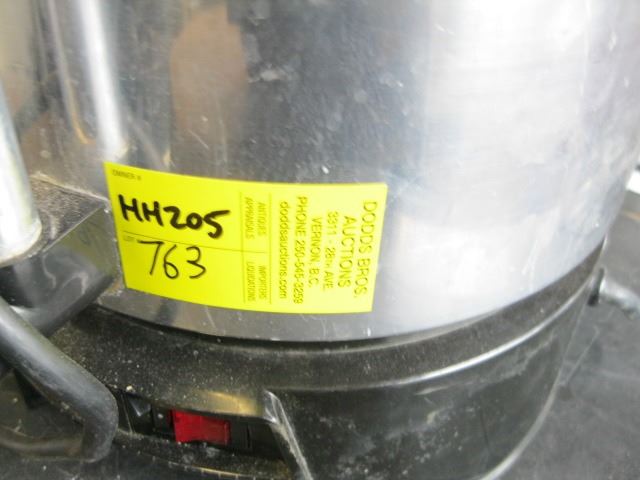 OWNER #
HH205
LOT
763
ANTIQUES
APPRAISALS
IMPORTERS
LIQUIDATIONS
DODDS BROS.
AUCTIONS
3311 - 28TH AVE.
VERNON, B.C.
PHONE 250-545-3259
doddsauctions.com